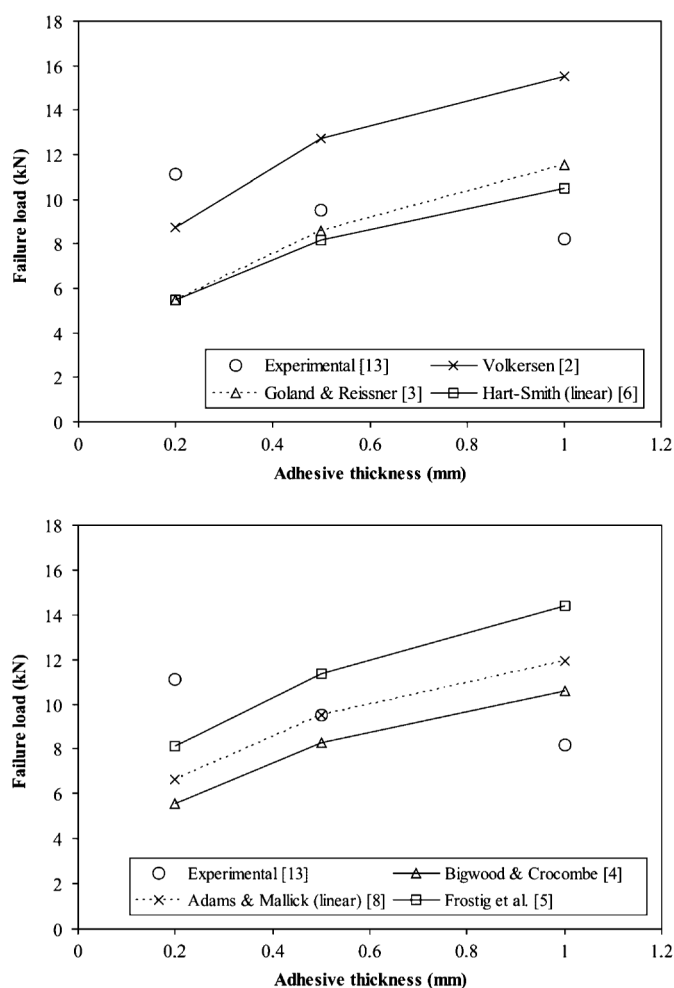 18
16
14
12
10
8
6
4
2
0
Failure load (kN)
Experimental [13]
Volkersen [2]
Goland & Reissner [3]
Hart-Smith (linear) [6]
0 0.2 0.4 0.6 0.8 1 1.2
Adhesive thickness (mm)
18
16
14
12
10
8
6
4
2
0
Failure load (kN)
Experimental [13]
Bigwood & Crocombe [4]
Adams & Mallick (linear) [8]
Frostig et al. [5]
0 0.2 0.4 0.6 0.8 1 1.2
Adhesive thickness (mm)